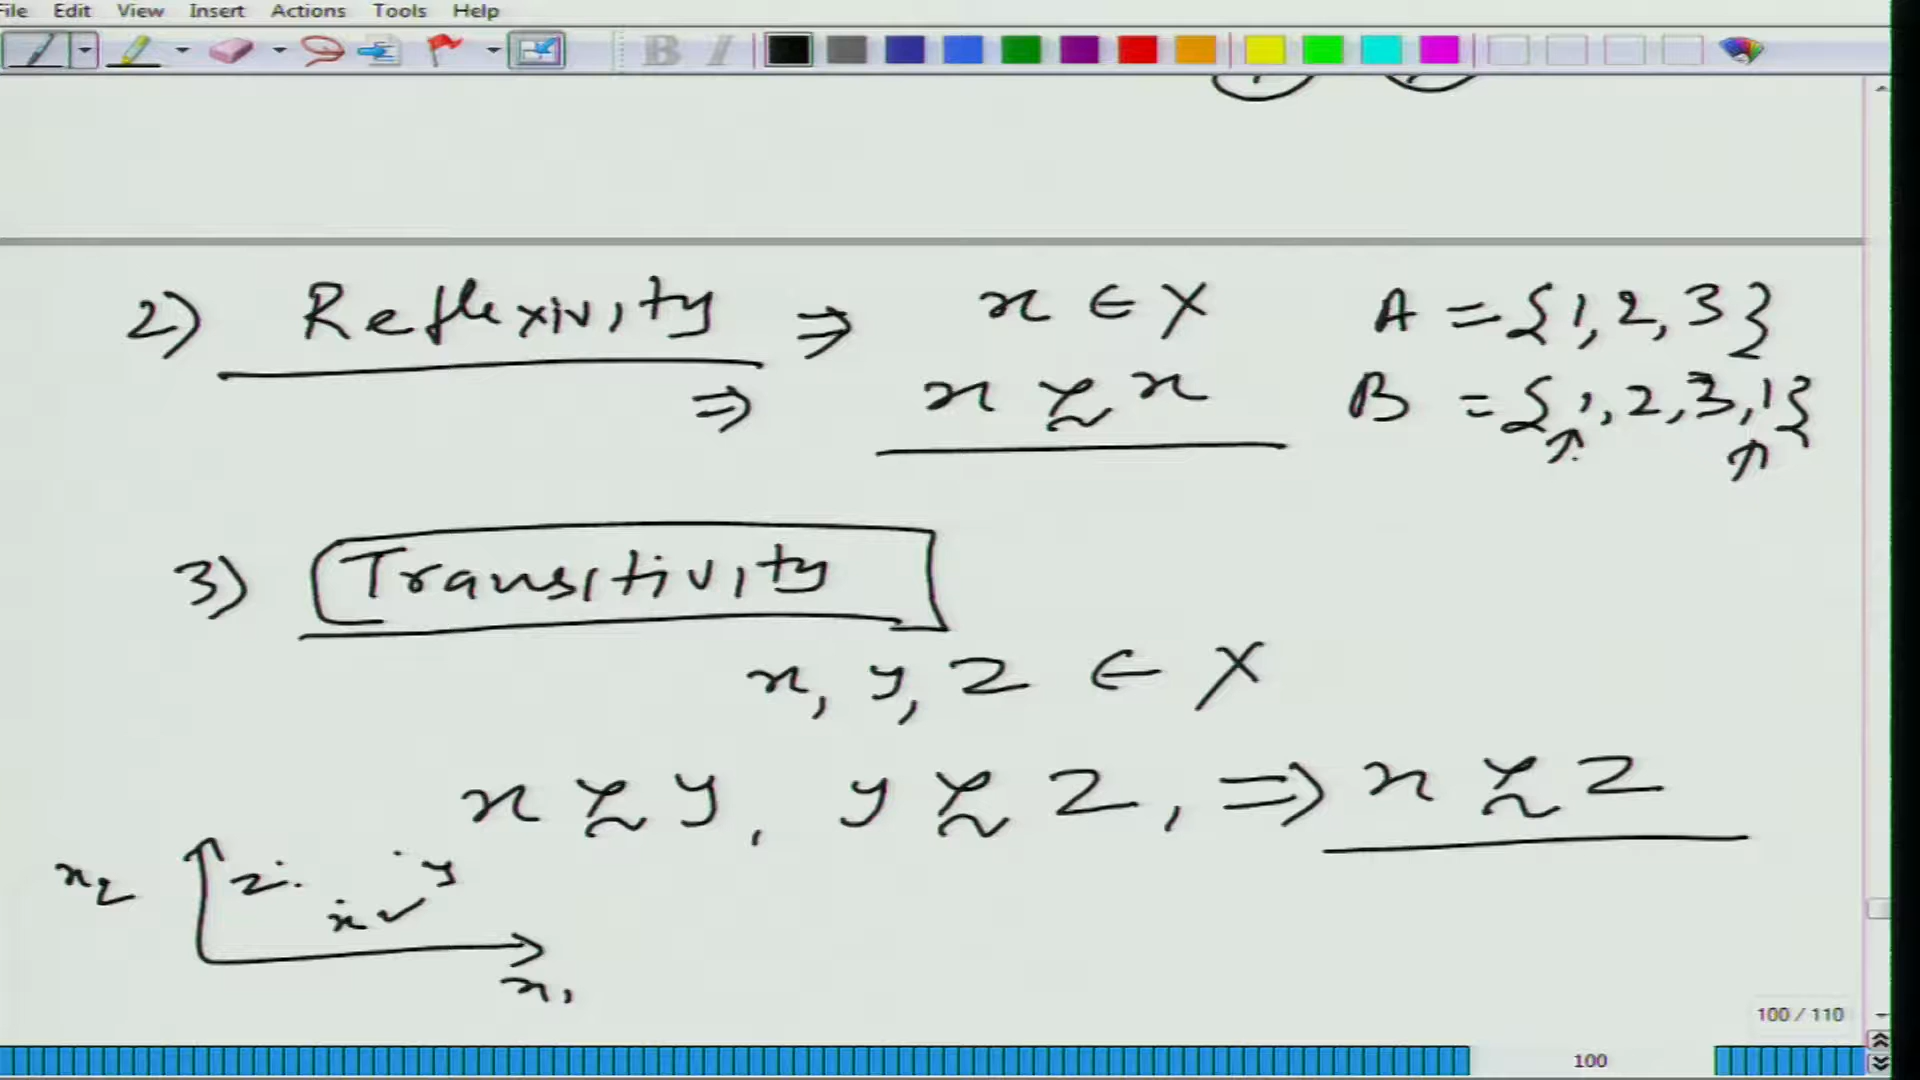 File Edit View Insert Actions Tools Help
B I
2) Reflexivity ⇒ x ∈ X A = {1, 2, 3}
⇒ x ≿ x B = {1, 2, 3, 1}
3) Transitivity
x, y, z ∈ X
x ≿ y, y ≿ z, ⇒ x ≿ z
x2 z y
x
x1
100 / 110
100